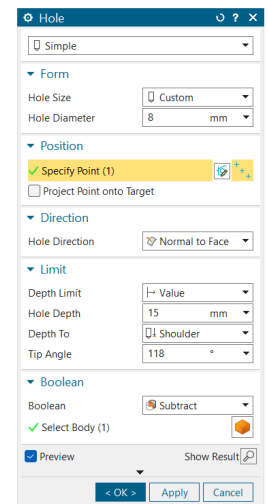 Hole ?
Simple
Form
Hole Size Custom
Hole Diameter 8 mm
Position
Specify Point (1)
Project Point onto Target
Direction
Hole Direction Normal to Face
Limit
Depth Limit Value
Hole Depth 15 mm
Depth To Shoulder
Tip Angle 118 °
Boolean
Boolean Subtract
Select Body (1)
Preview Show Result
< OK > Apply Cancel